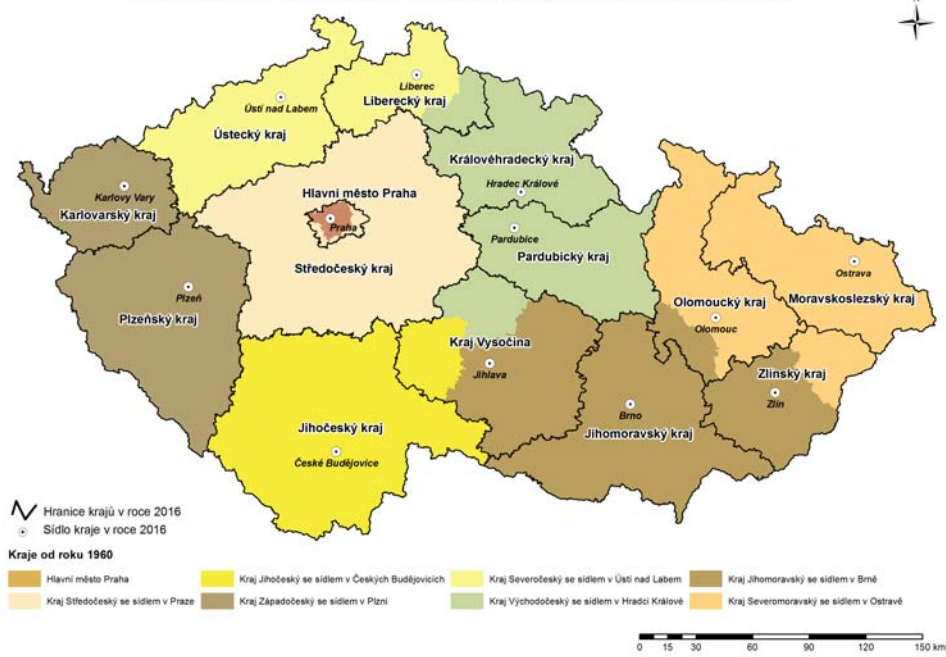 Liberec
Liberecký kraj
Ústí nad Labem
Ústecký kraj
Královéhradecký kraj
Hradec Králové
Karlovy Vary
Karlovarský kraj
Hlavní město Praha
Praha
Pardubice
Pardubický kraj
Středočeský kraj
Ostrava
Moravskoslezský kraj
Plzeň
Plzeňský kraj
Olomoucký kraj
Olomouc
Kraj Vysočina
Jihlava
Zlínský kraj
Zlín
Brno
Jihomoravský kraj
Jihočeský kraj
České Budějovice
Hranice krajů v roce 2016
Sídlo kraje v roce 2016
Kraje od roku 1960
Hlavní město Praha
Kraj Jihočeský se sídlem v Českých Budějovicích
Kraj Severočeský se sídlem v Ústí nad Labem
Kraj Jihomoravský se sídlem v Brně
Kraj Středočeský se sídlem v Praze
Kraj Západočeský se sídlem v Plzni
Kraj Východočeský se sídlem v Hradci Králové
Kraj Severomoravský se sídlem v Ostravě
0 15 30 60 90 120 150 km